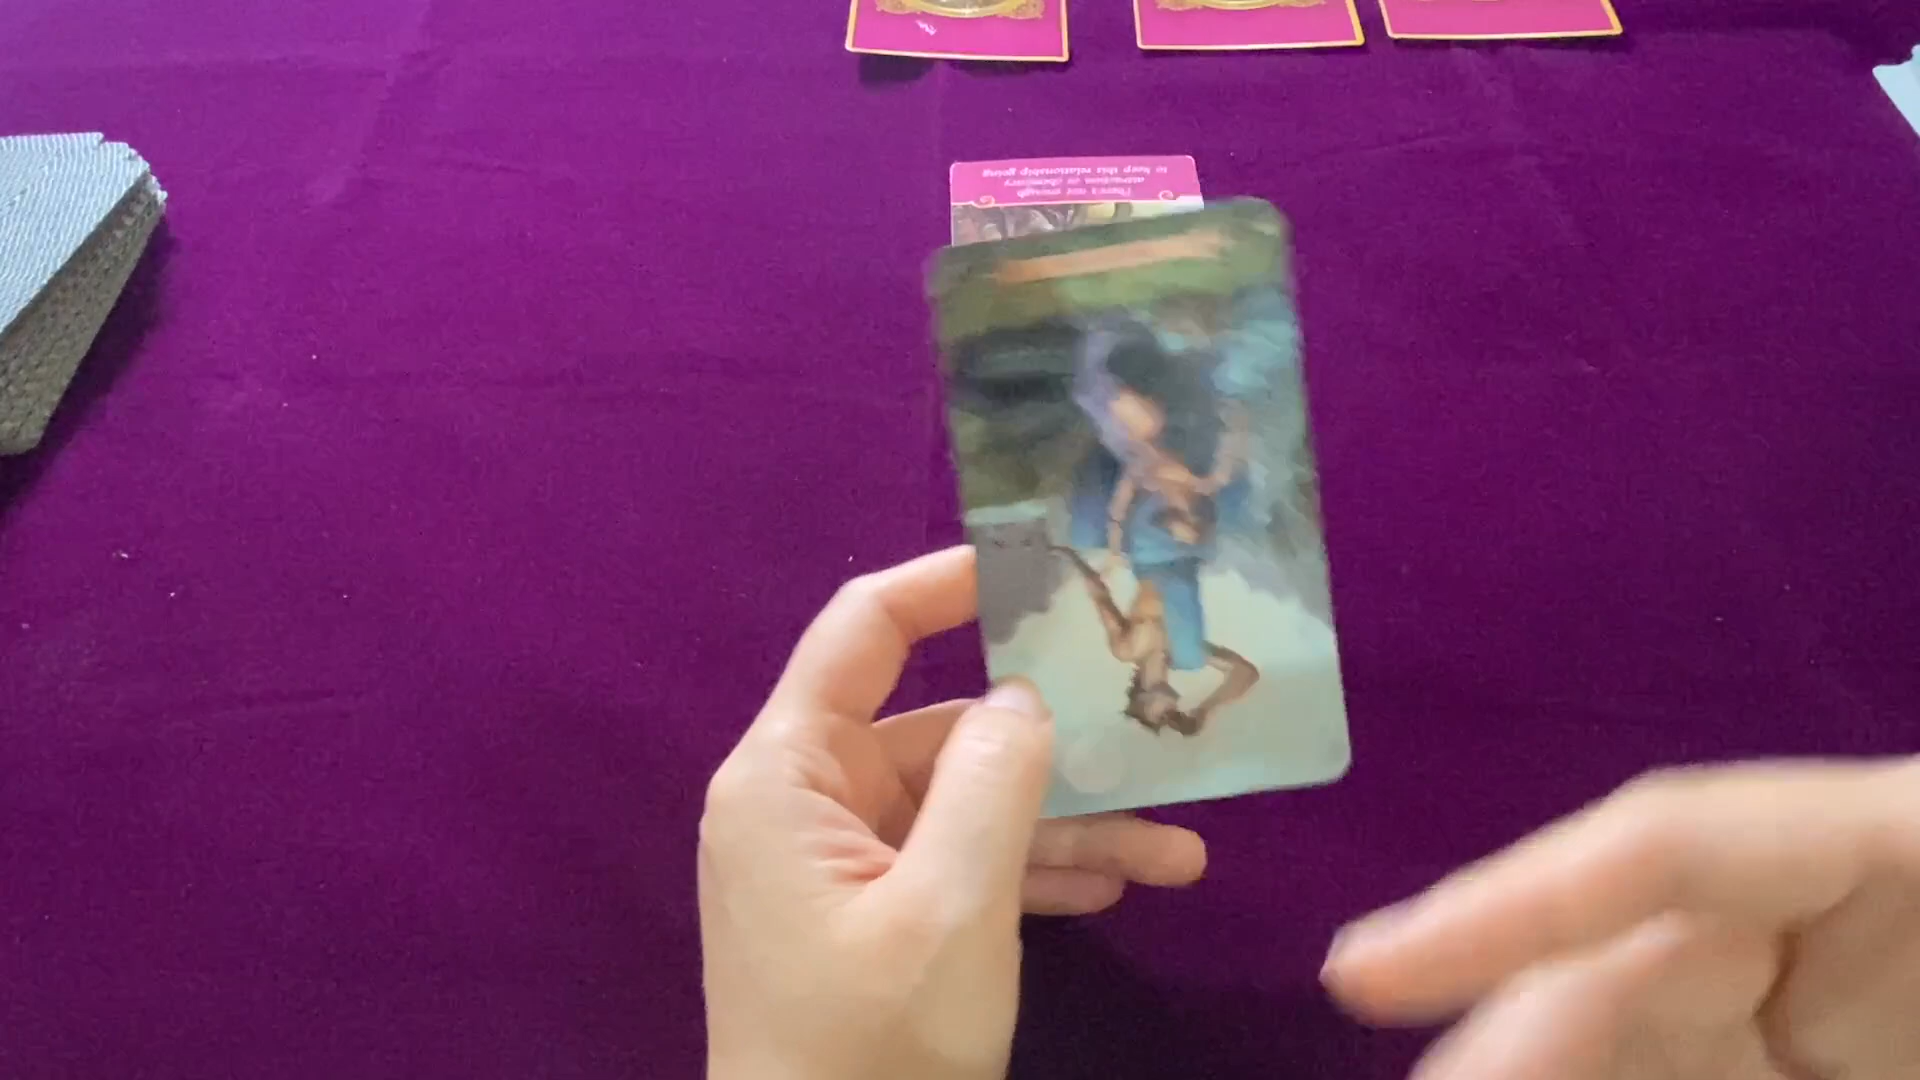 There's not enough
attraction or chemistry
to keep this relationship going